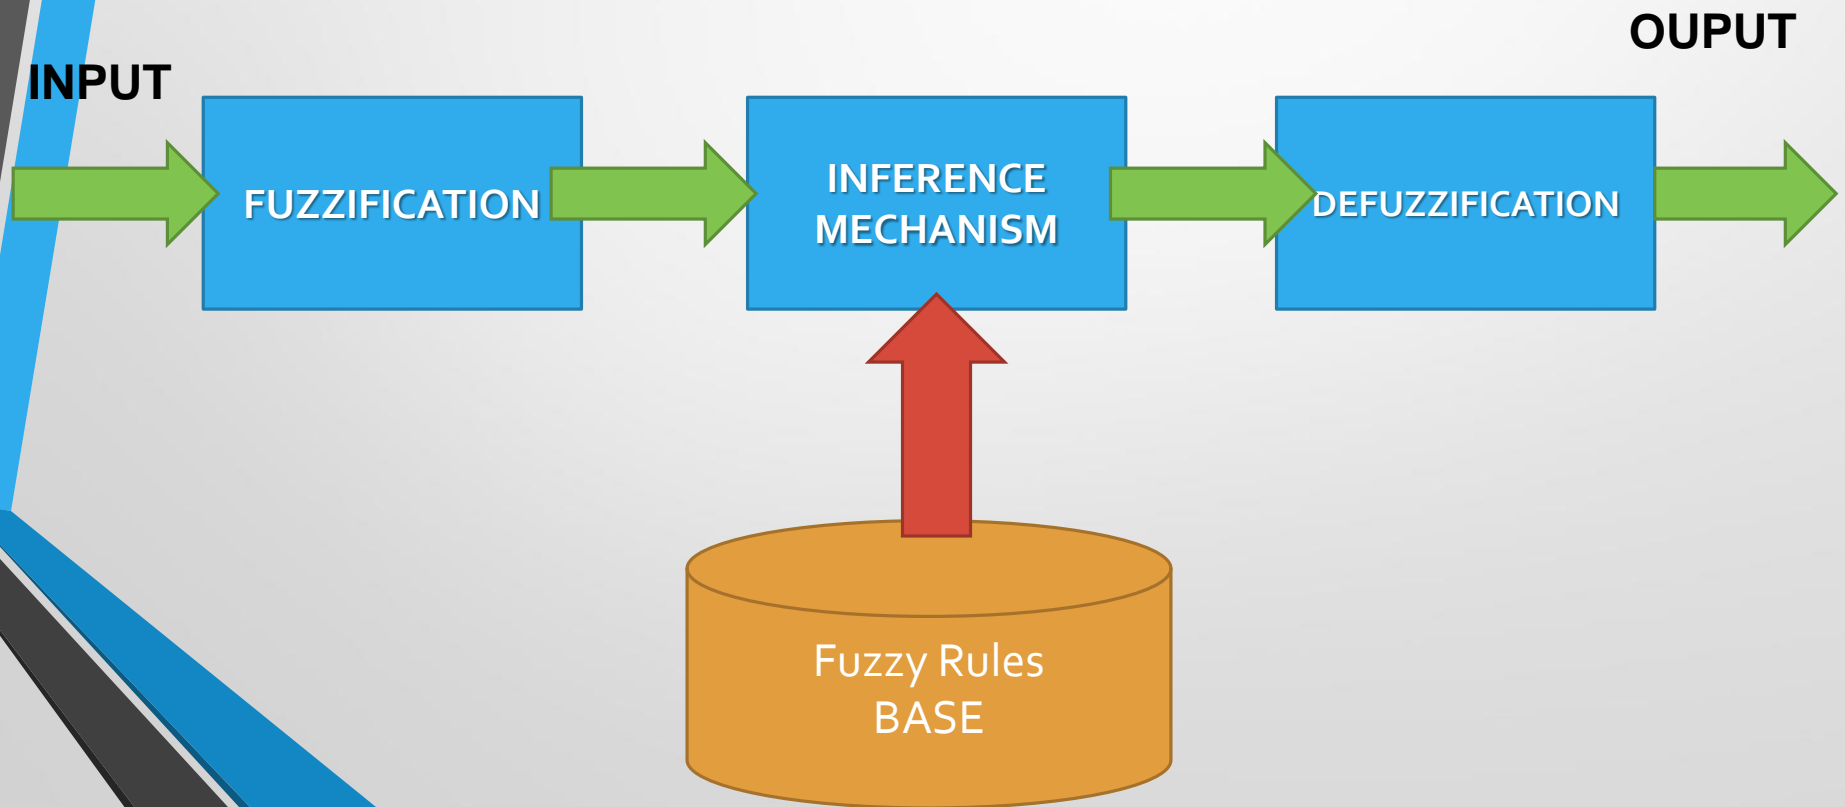 INPUT
OUPUT
FUZZIFICATION
INFERENCE
MECHANISM
DEFUZZIFICATION
Fuzzy Rules
BASE